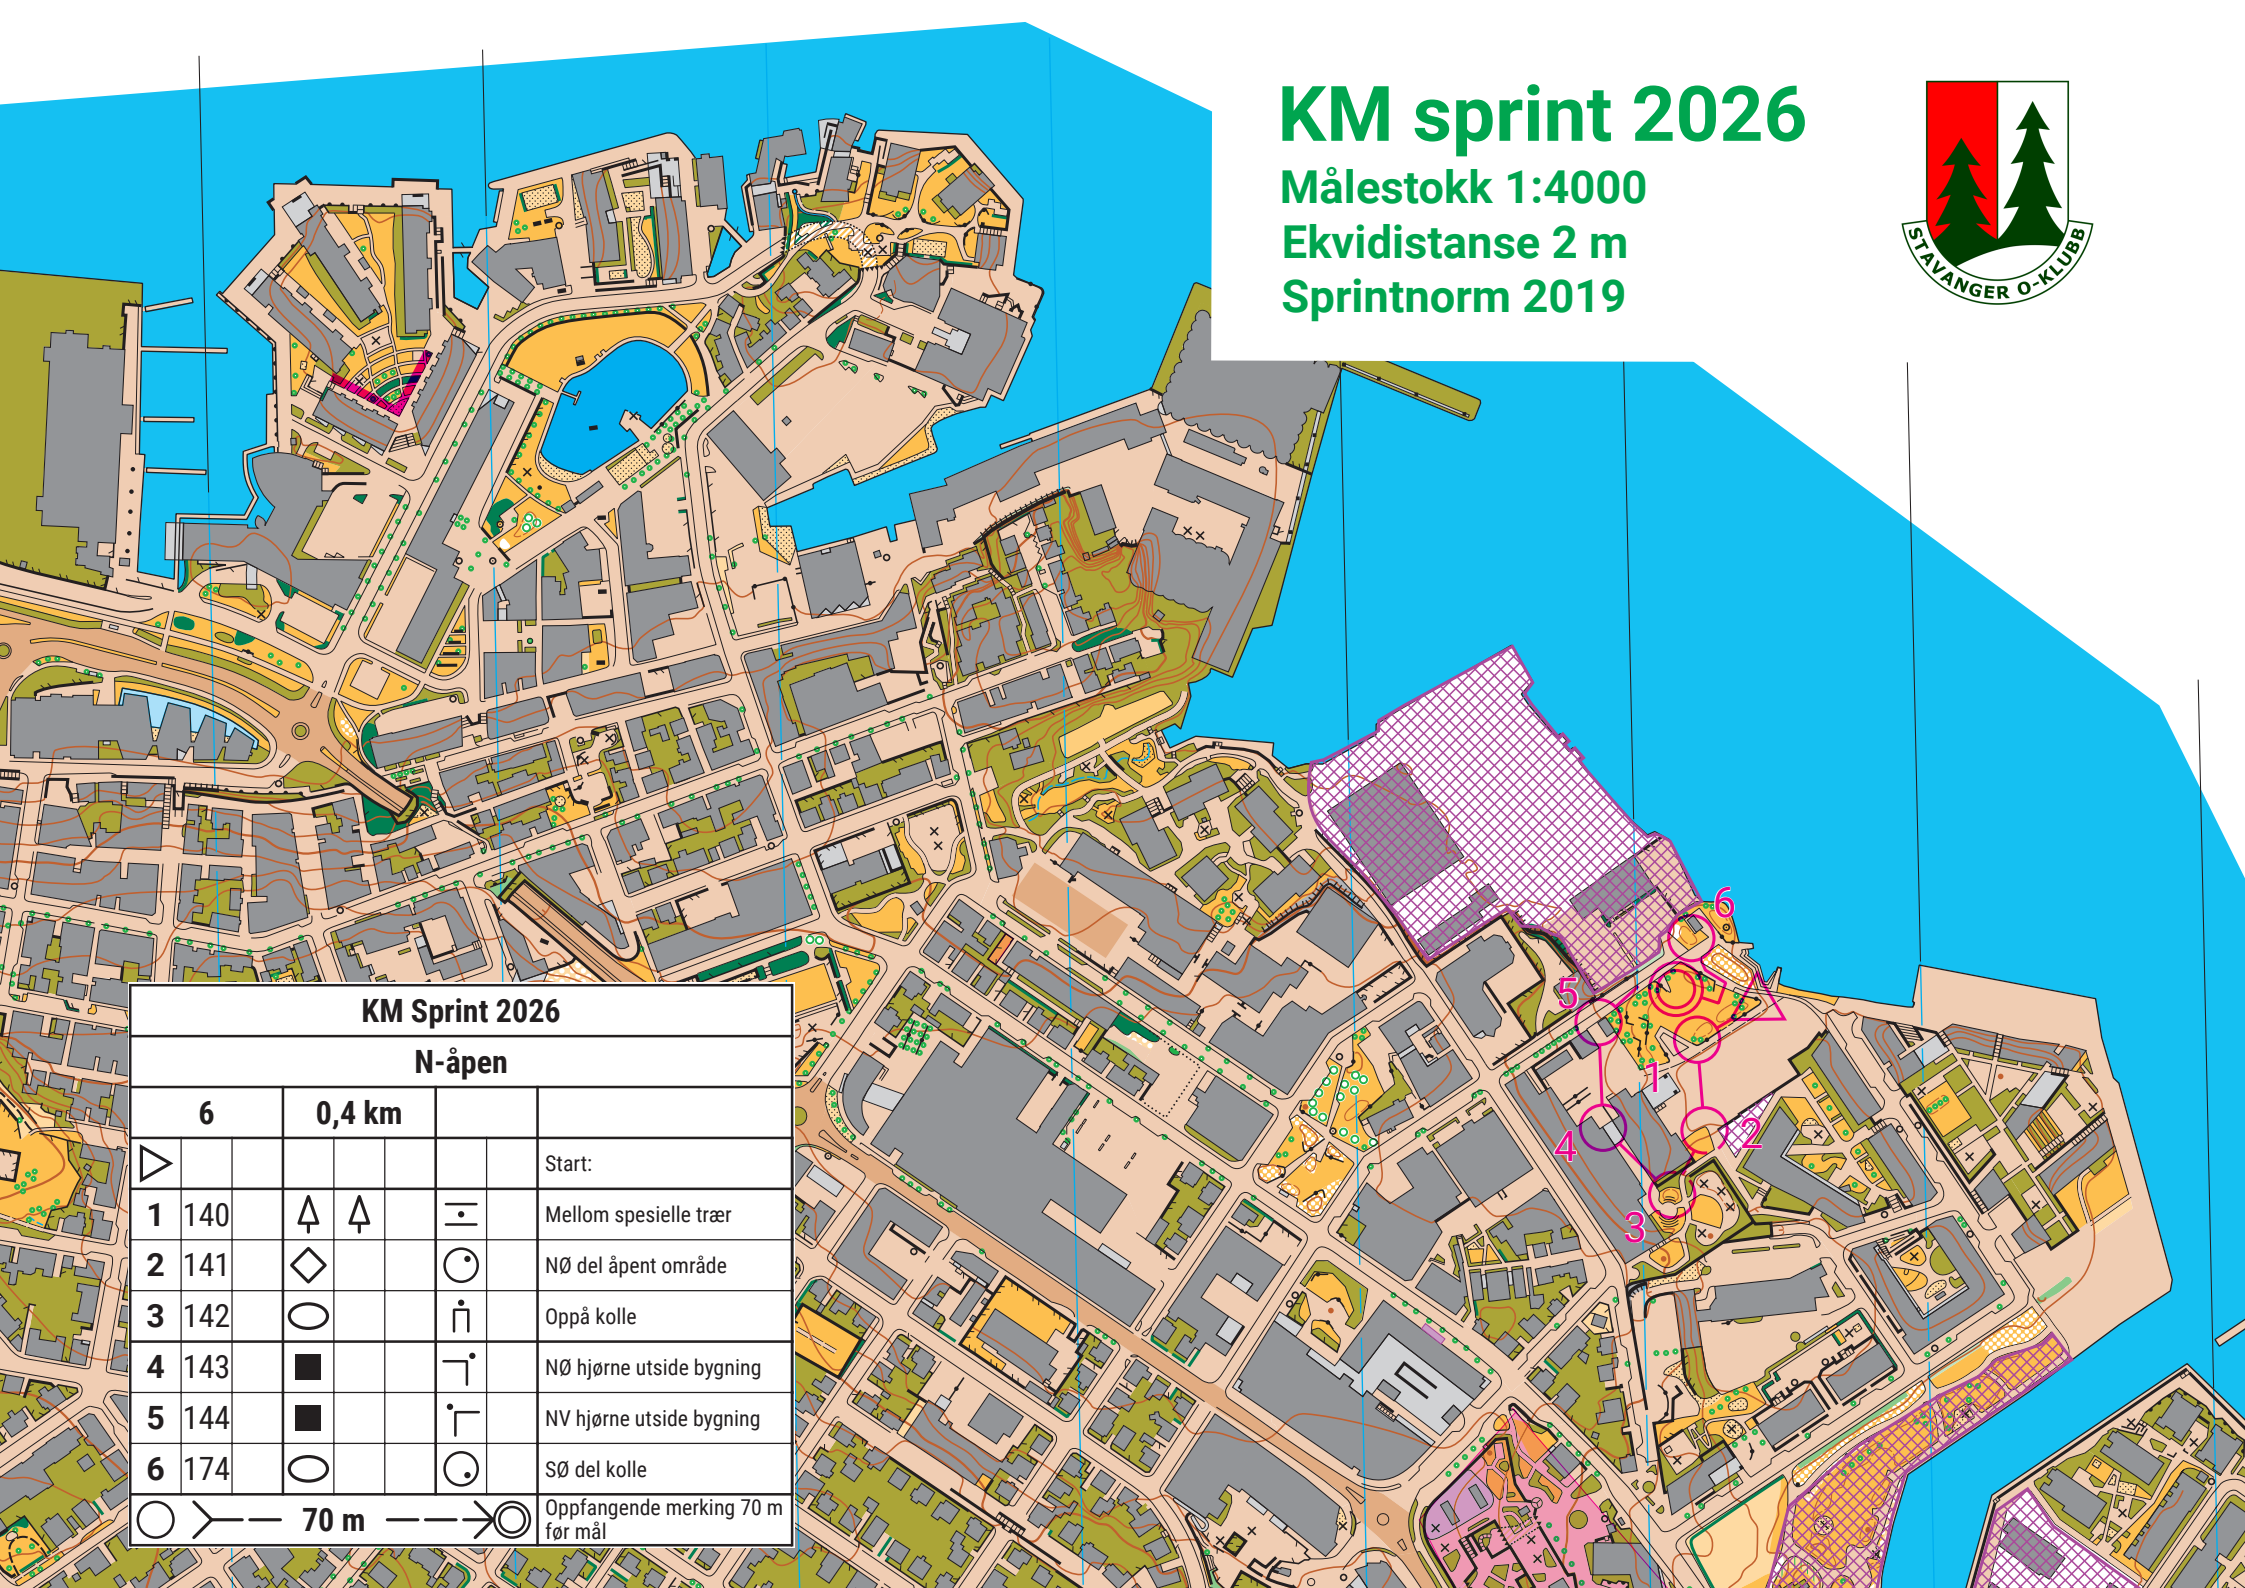 KM sprint 2026
Målestokk 1:4000
Ekvidistanse 2 m
Sprintnorm 2019
STAVANGER O-KLUBB
6
5
1
2
4
3
KM Sprint 2026
N-åpen
6 0,4 km
Start:
1 140 Mellom spesielle trær
2 141 NØ del åpent område
3 142 Oppå kolle
4 143 NØ hjørne utside bygning
5 144 NV hjørne utside bygning
6 174 SØ del kolle
70 m Oppfangende merking 70 m
før mål